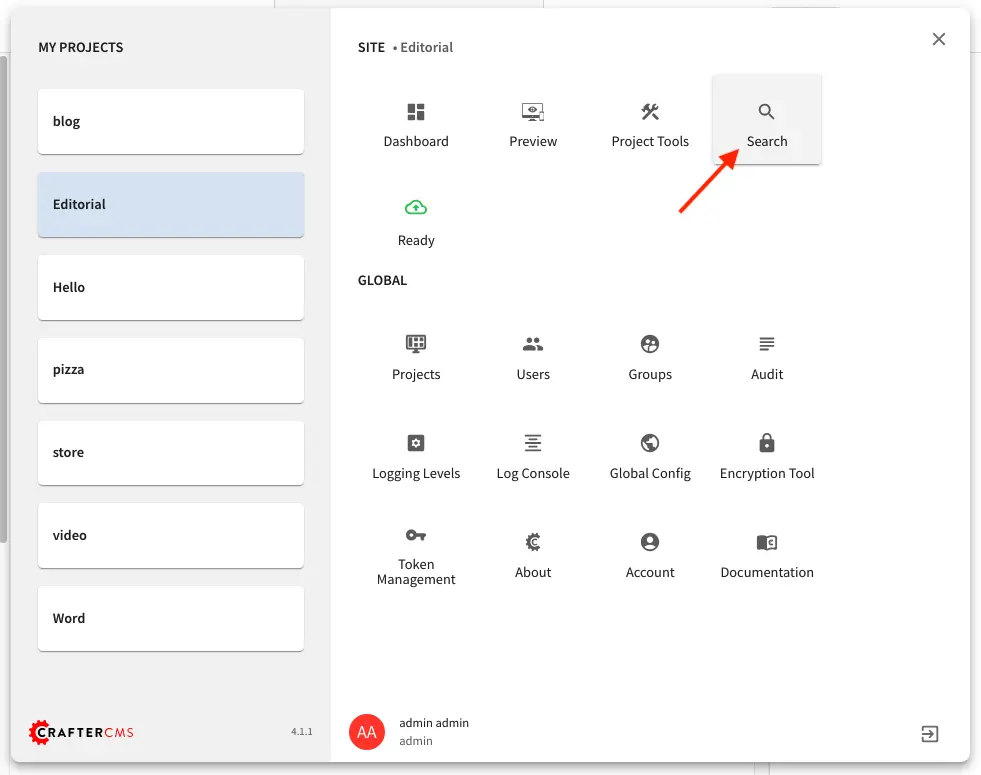 MY PROJECTS
blog
Editorial
Hello
pizza
store
video
Word
CRAFTERCMS
4.1.1
SITE • Editorial
Dashboard
Preview
Project Tools
Search
Ready
GLOBAL
Projects
Users
Groups
Audit
Logging Levels
Log Console
Global Config
Encryption Tool
Token
Management
About
Account
Documentation
AA
admin admin
admin